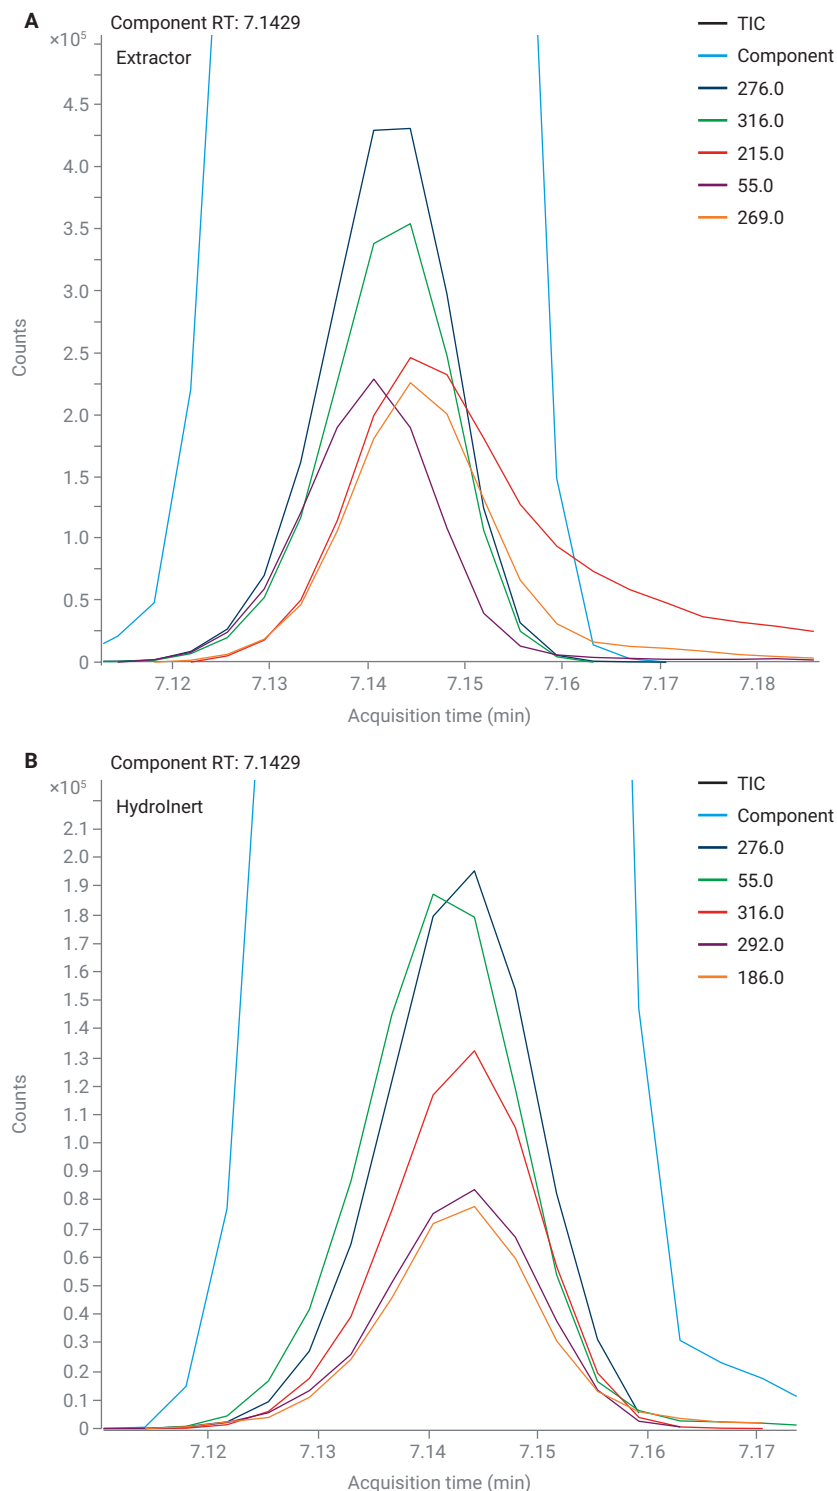 A
Component RT: 7.1429
×10⁵
Extractor
TIC
Component
276.0
316.0
215.0
55.0
269.0
4.5
4.0
3.5
3.0
2.5
2.0
1.5
1.0
0.5
0
Counts
7.12 7.13 7.14 7.15 7.16 7.17 7.18
Acquisition time (min)
B
Component RT: 7.1429
×10⁵
HydroInert
TIC
Component
276.0
55.0
316.0
292.0
186.0
2.1
2.0
1.9
1.8
1.7
1.6
1.5
1.4
1.3
1.2
1.1
1.0
0.9
0.8
0.7
0.6
0.5
0.4
0.3
0.2
0.1
0
Counts
7.12 7.13 7.14 7.15 7.16 7.17
Acquisition time (min)